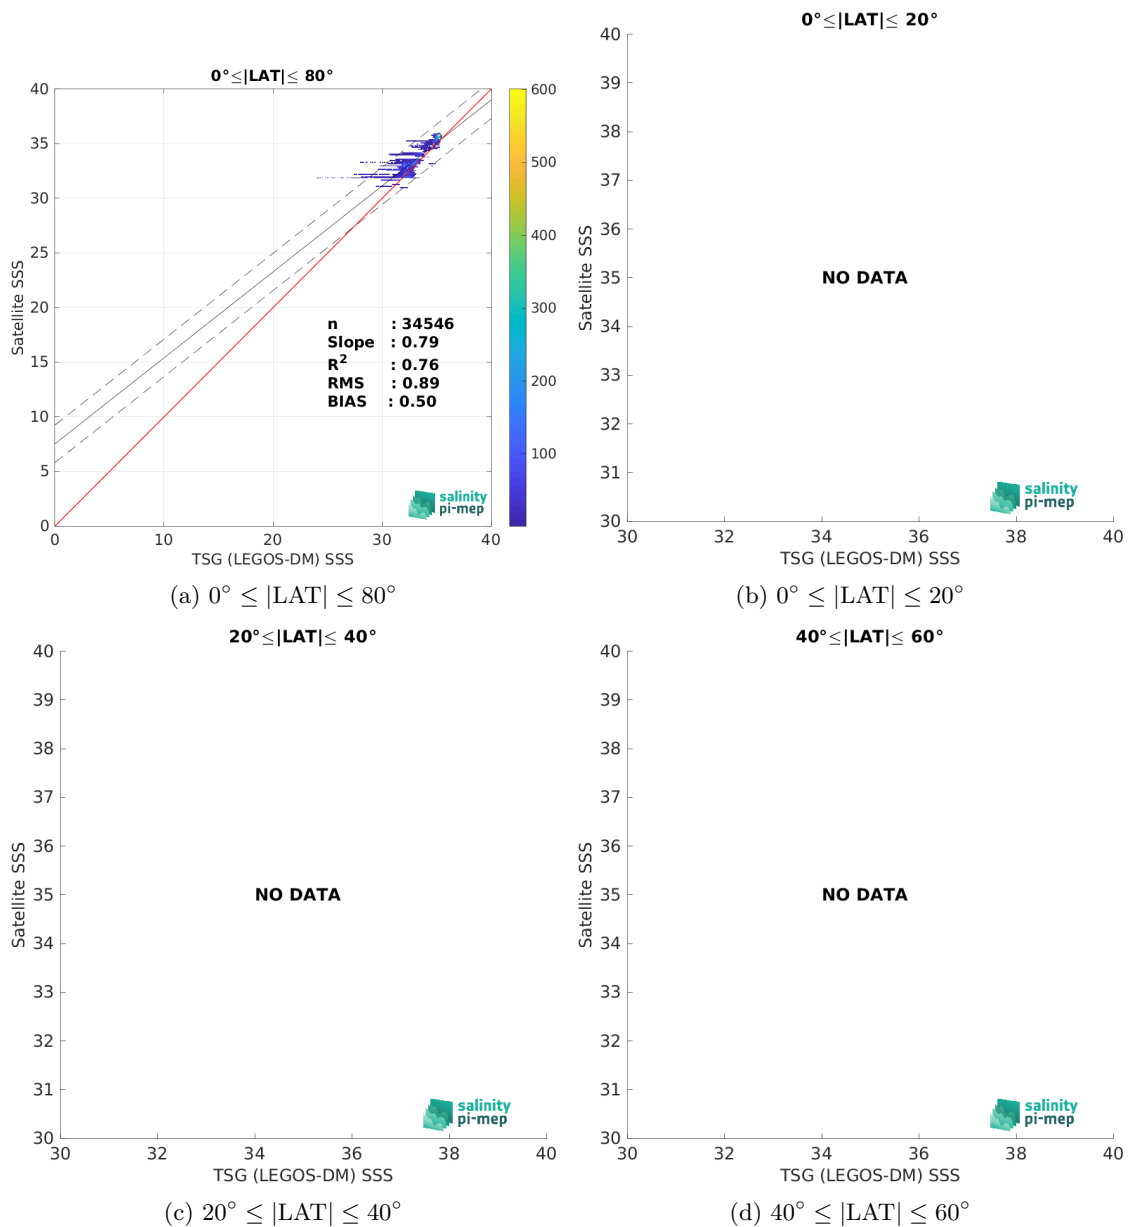 0°≤|LAT|≤ 80°
40
35
30
25
20
15
10
5
0
0
10
20
30
40
Satellite SSS
TSG (LEGOS-DM) SSS
n : 34546
Slope : 0.79
R² : 0.76
RMS : 0.89
BIAS : 0.50
600
500
400
300
200
100
salinity
pi-mep
(a) 0° ≤ |LAT| ≤ 80°
0°≤|LAT|≤ 20°
40
39
38
37
36
35
34
33
32
31
30
30
32
34
36
38
40
Satellite SSS
NO DATA
TSG (LEGOS-DM) SSS
salinity
pi-mep
(b) 0° ≤ |LAT| ≤ 20°
20°≤|LAT|≤ 40°
40
39
38
37
36
35
34
33
32
31
30
30
32
34
36
38
40
Satellite SSS
NO DATA
TSG (LEGOS-DM) SSS
salinity
pi-mep
(c) 20° ≤ |LAT| ≤ 40°
40°≤|LAT|≤ 60°
40
39
38
37
36
35
34
33
32
31
30
30
32
34
36
38
40
Satellite SSS
NO DATA
TSG (LEGOS-DM) SSS
salinity
pi-mep
(d) 40° ≤ |LAT| ≤ 60°